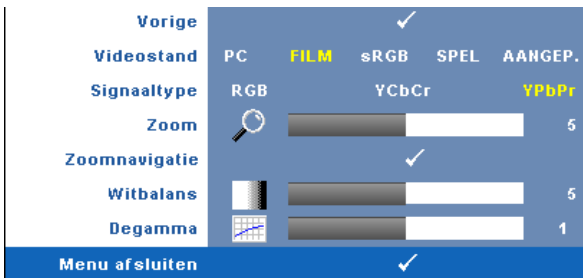 Vorige
Videostand PC FILM sRGB SPEL AANGEP.
Signaaltype RGB YCbCr YPbPr
Zoom 5
Zoomnavigatie
Witbalans 5
Degamma 1
Menu afsluiten